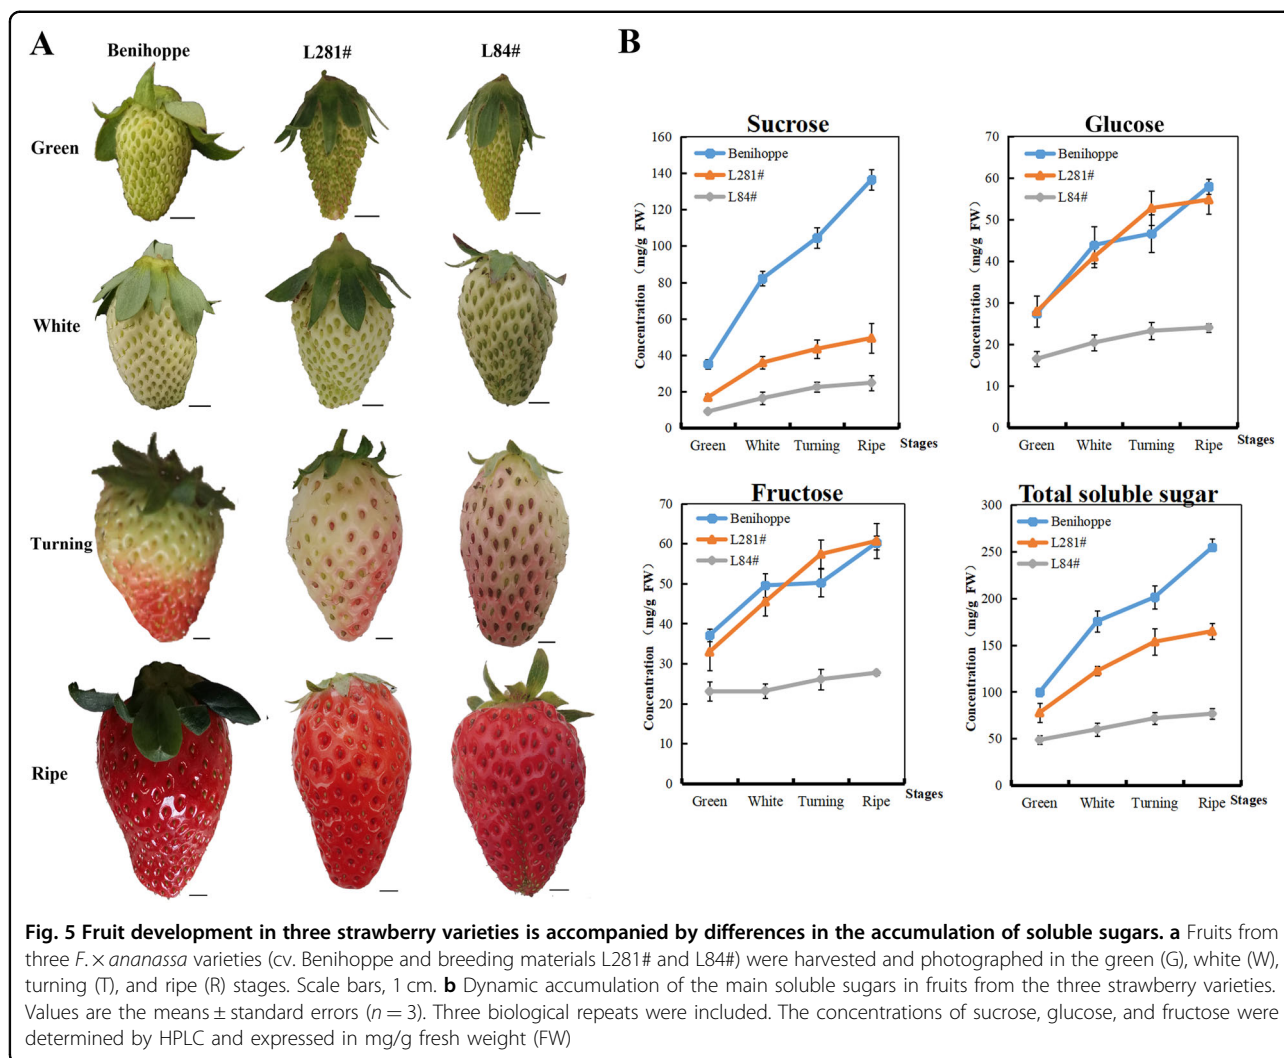 A
Benihoppe
L281#
L84#
Green
White
Turning
Ripe
B
Sucrose
Concentration (mg/g FW)
160
140
120
100
80
60
40
20
0
Benihoppe
L281#
L84#
Green White Turning Ripe
Stages
Glucose
Concentration (mg/g FW)
70
60
50
40
30
20
10
0
Benihoppe
L281#
L84#
Green White Turning Ripe
Stages
Fructose
Concentration (mg/g FW)
70
60
50
40
30
20
10
0
Benihoppe
L281#
L84#
Green White Turning Ripe
Stages
Total soluble sugar
Concentration (mg/g FW)
300
250
200
150
100
50
0
Benihoppe
L281#
L84#
Green White Turning Ripe
Stages
Fig. 5 Fruit development in three strawberry varieties is accompanied by differences in the accumulation of soluble sugars. a Fruits from
three F. × ananassa varieties (cv. Benihoppe and breeding materials L281# and L84#) were harvested and photographed in the green (G), white (W),
turning (T), and ripe (R) stages. Scale bars, 1 cm. b Dynamic accumulation of the main soluble sugars in fruits from the three strawberry varieties.
Values are the means ± standard errors (n = 3). Three biological repeats were included. The concentrations of sucrose, glucose, and fructose were
determined by HPLC and expressed in mg/g fresh weight (FW)